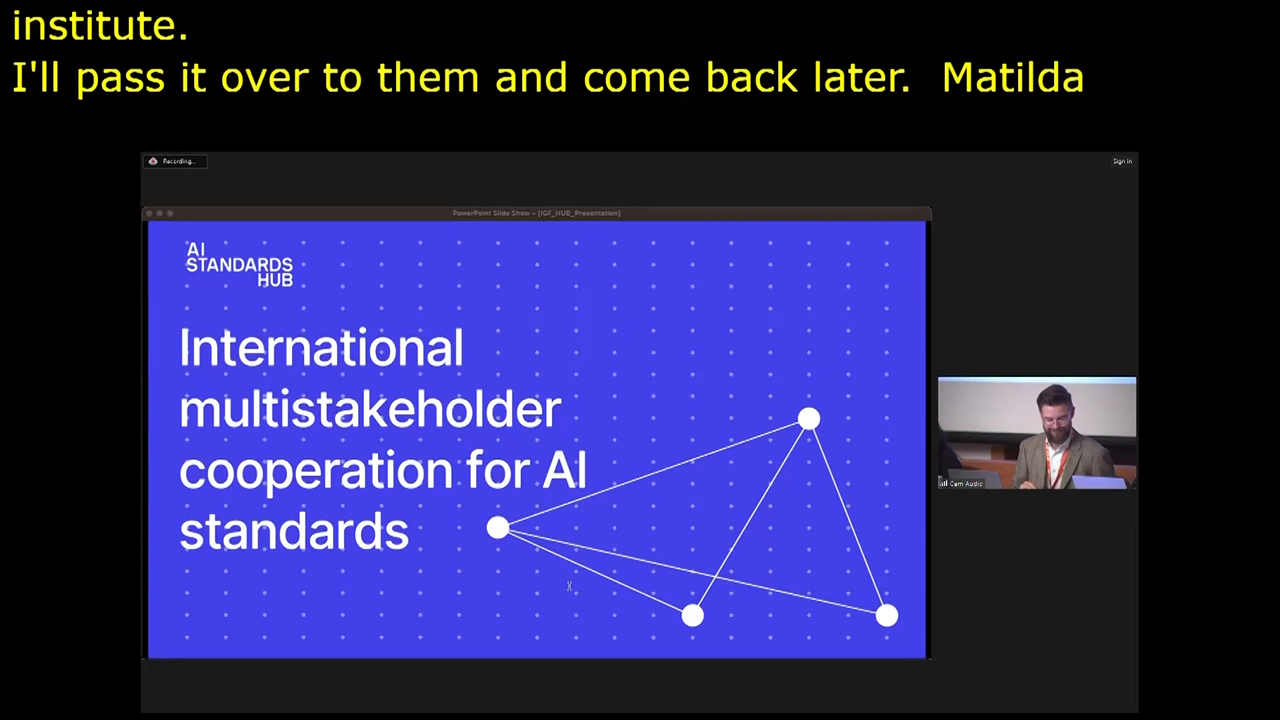 institute.
I'll pass it over to them and come back later.  Matilda
Recording...
Sign in
PowerPoint Slide Show - [IGF_HUB_Presentation]
AI
STANDARDS
HUB
International
multistakeholder
cooperation for AI
standards
Cam Audio